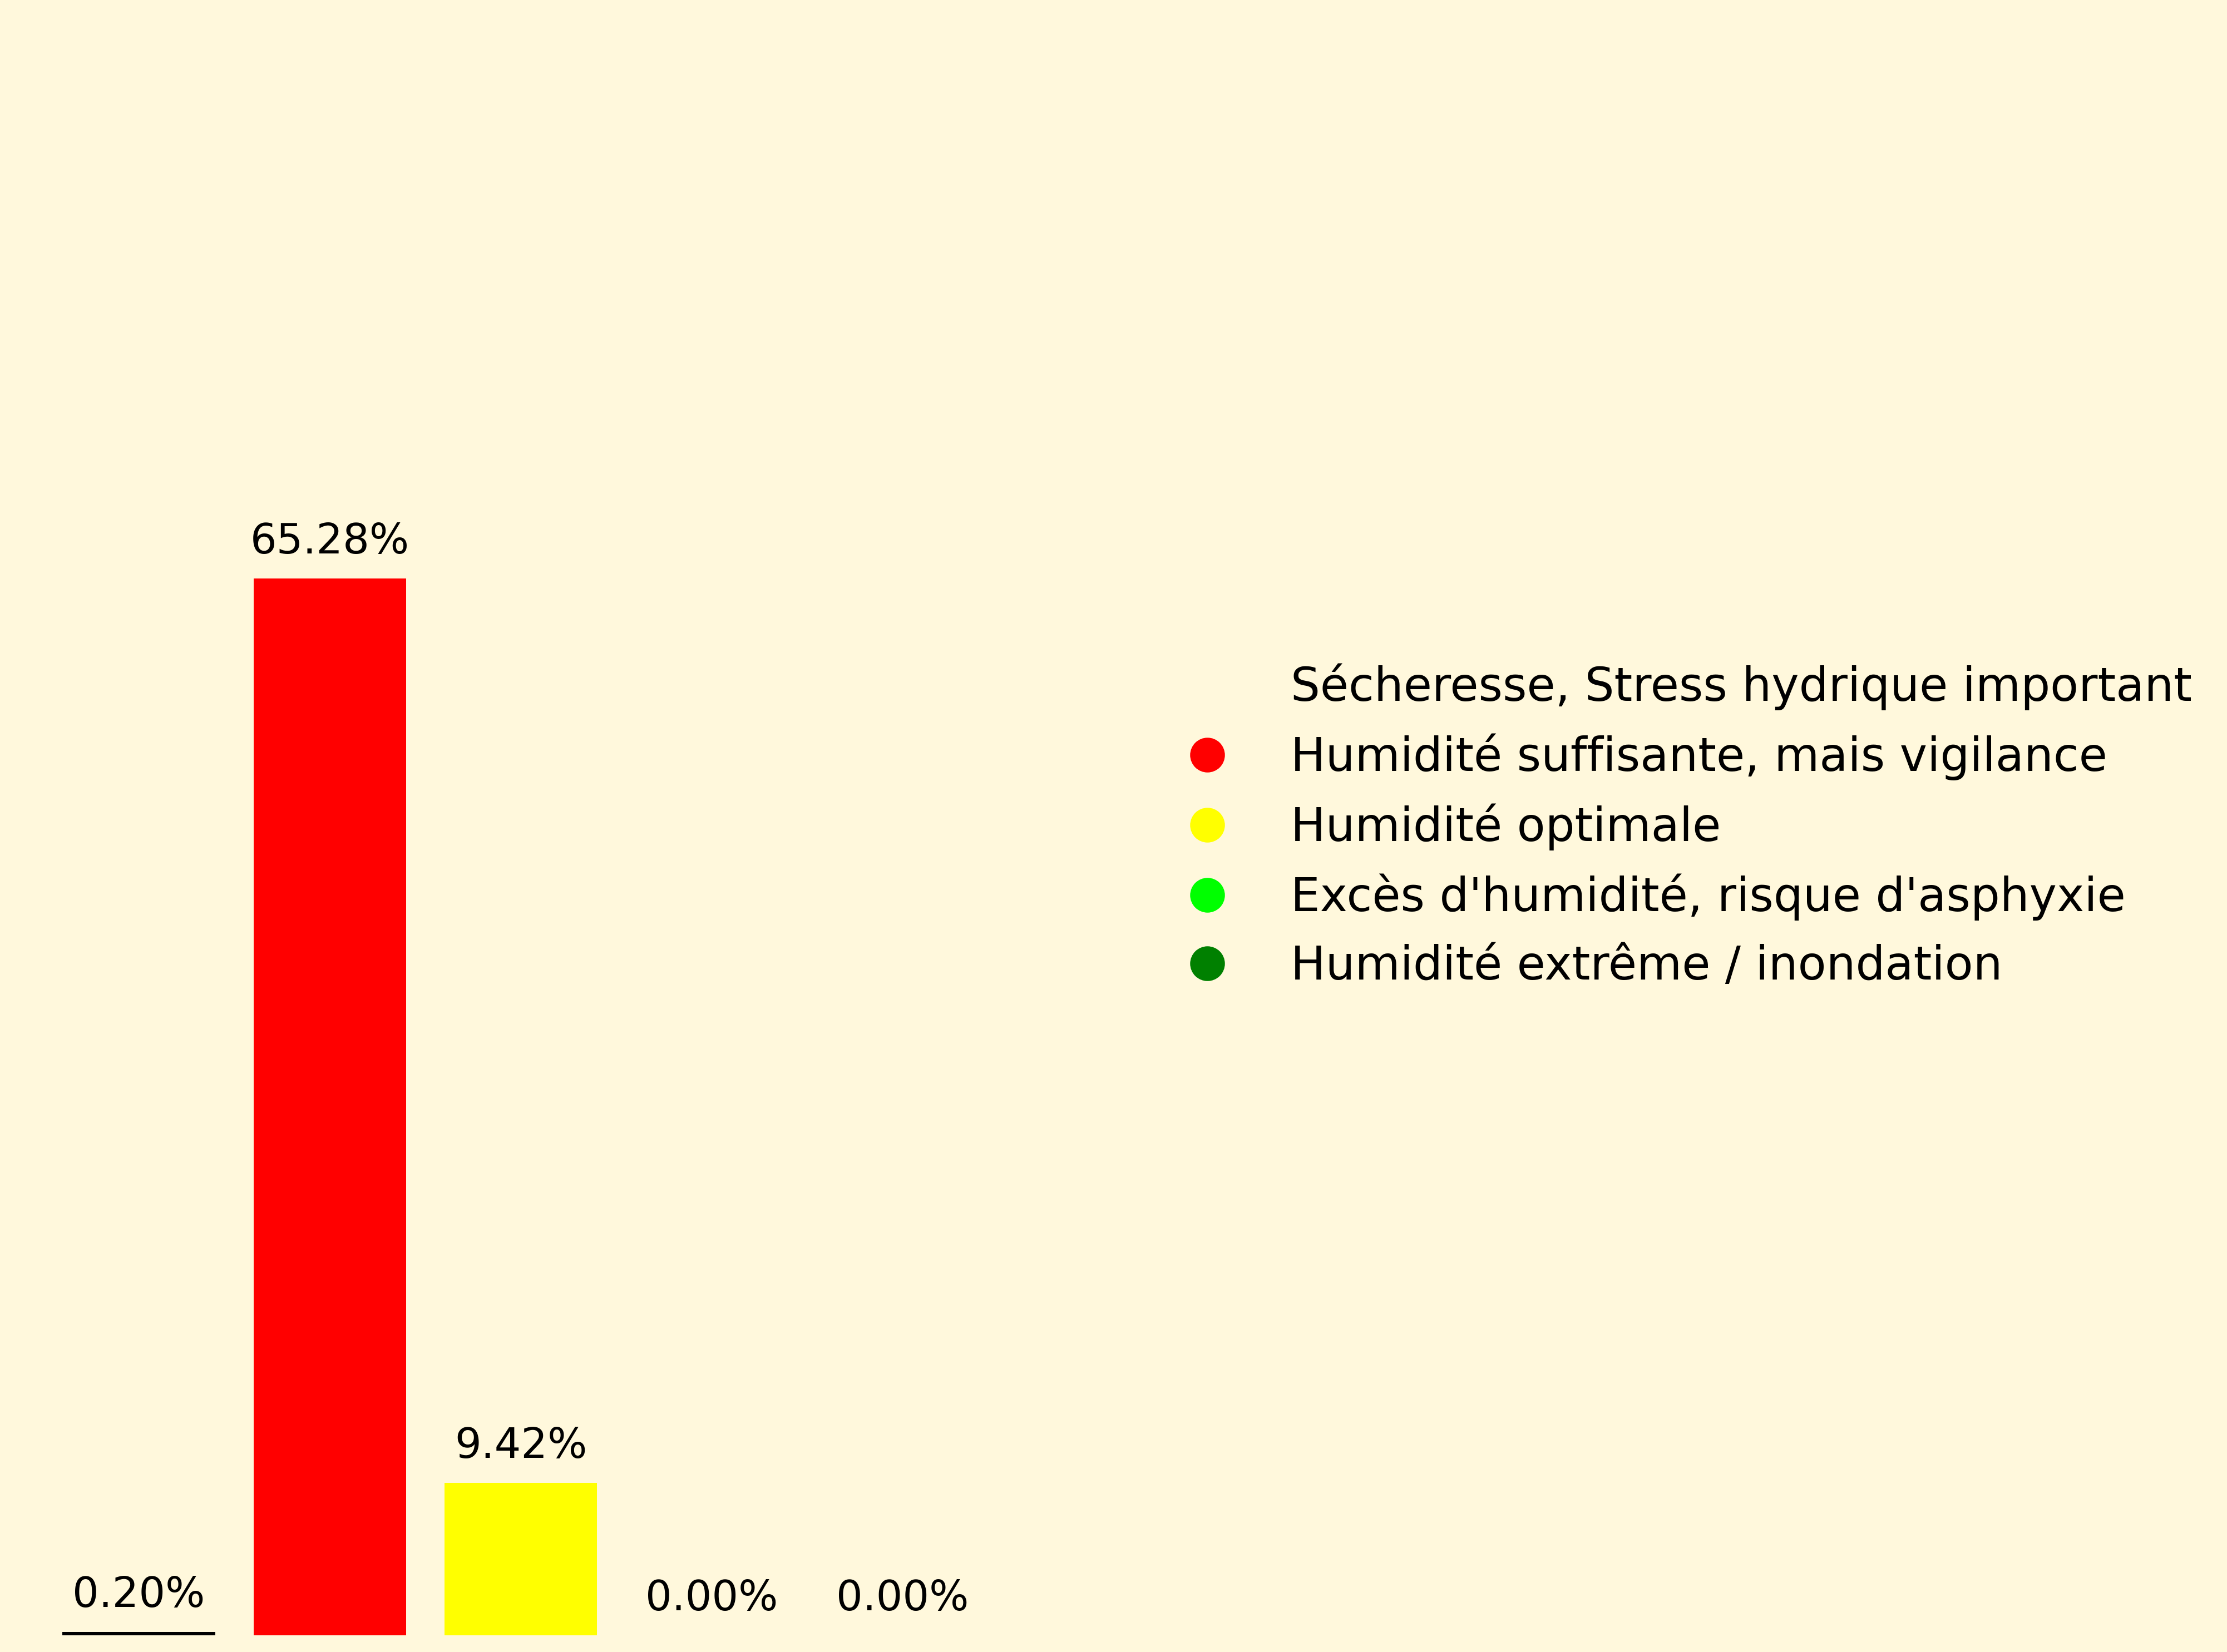 65.28%
9.42%
0.20%
0.00%
0.00%
Sécheresse, Stress hydrique important
Humidité suffisante, mais vigilance
Humidité optimale
Excès d'humidité, risque d'asphyxie
Humidité extrême / inondation